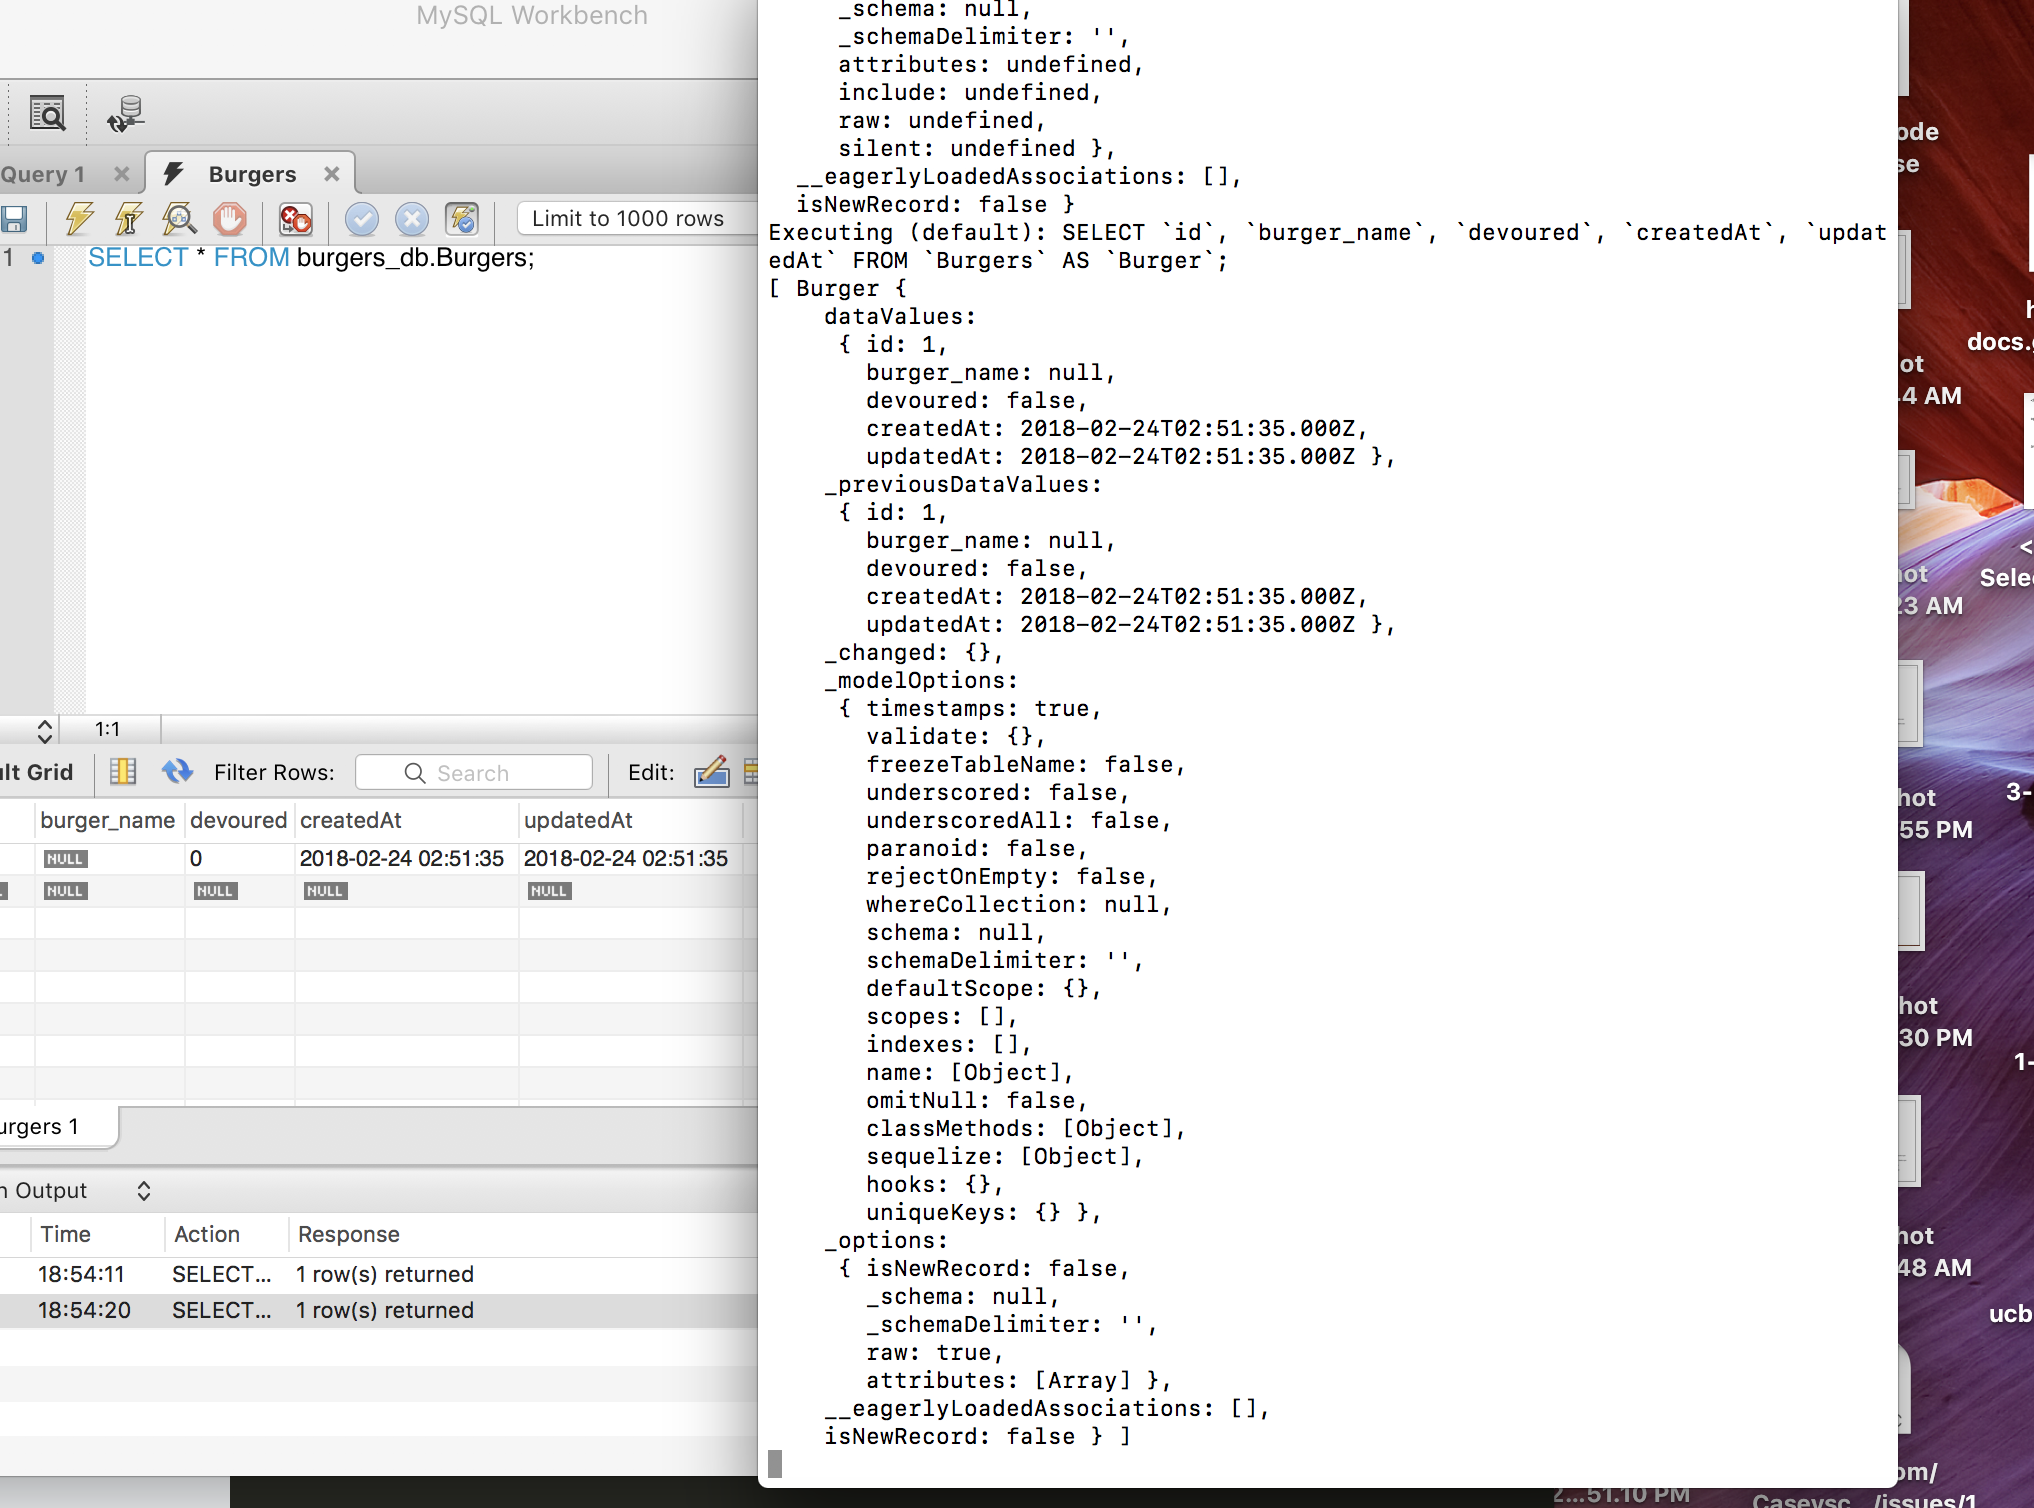 MySQL Workbench
Query 1
Burgers
Limit to 1000 rows
1
SELECT * FROM burgers_db.Burgers;
1:1
lt Grid
Filter Rows:
Search
Edit:
burger_name devoured createdAt updatedAt
NULL 0 2018-02-24 02:51:35 2018-02-24 02:51:35
NULL NULL NULL NULL
urgers 1
n Output
Time Action Response
18:54:11 SELECT... 1 row(s) returned
18:54:20 SELECT... 1 row(s) returned
_schema: null,
_schemaDelimiter: '',
attributes: undefined,
include: undefined,
raw: undefined,
silent: undefined },
__eagerlyLoadedAssociations: [],
isNewRecord: false }
Executing (default): SELECT `id`, `burger_name`, `devoured`, `createdAt`, `updat
edAt` FROM `Burgers` AS `Burger`;
[ Burger {
dataValues:
{ id: 1,
burger_name: null,
devoured: false,
createdAt: 2018-02-24T02:51:35.000Z,
updatedAt: 2018-02-24T02:51:35.000Z },
_previousDataValues:
{ id: 1,
burger_name: null,
devoured: false,
createdAt: 2018-02-24T02:51:35.000Z,
updatedAt: 2018-02-24T02:51:35.000Z },
_changed: {},
_modelOptions:
{ timestamps: true,
validate: {},
freezeTableName: false,
underscored: false,
underscoredAll: false,
paranoid: false,
rejectOnEmpty: false,
whereCollection: null,
schema: null,
schemaDelimiter: '',
defaultScope: {},
scopes: [],
indexes: [],
name: [Object],
omitNull: false,
classMethods: [Object],
sequelize: [Object],
hooks: {},
uniqueKeys: {} },
_options:
{ isNewRecord: false,
_schema: null,
_schemaDelimiter: '',
raw: true,
attributes: [Array] },
__eagerlyLoadedAssociations: [],
isNewRecord: false } ]
ode
se
docs.
ot
4 AM
hot
23 AM
<
Sele
hot
55 PM
3-
hot
30 PM
1-
hot
48 AM
ucb
om/
2...51.10 PM
Caseysc
/issues/1